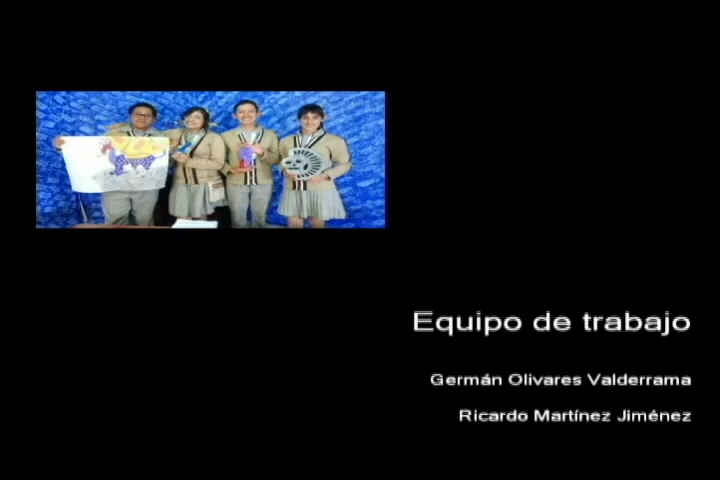 Equipo de trabajo
Germán Olivares Valderrama
Ricardo Martínez Jiménez